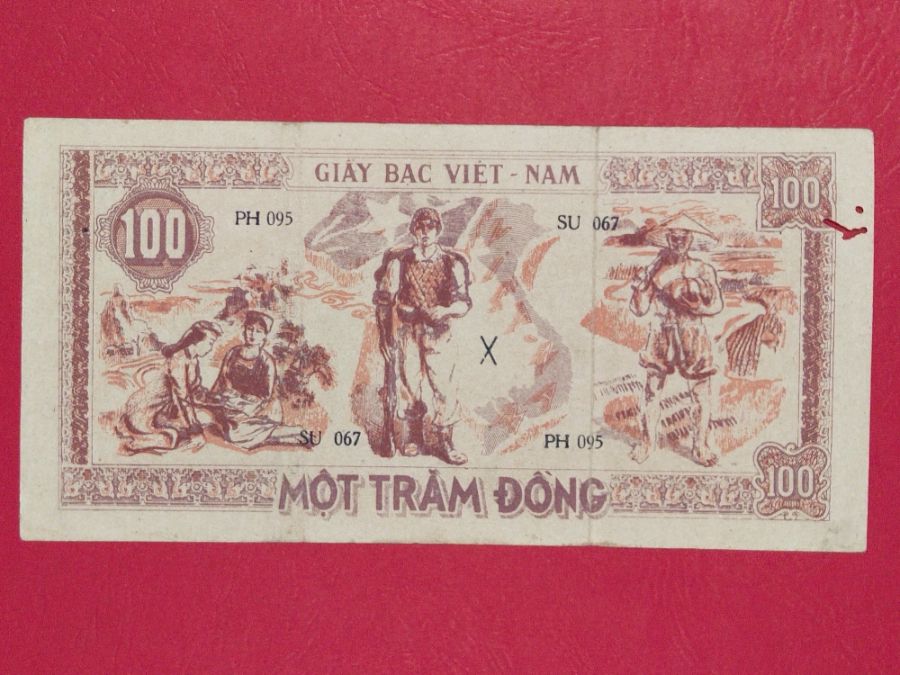 GIẤY BẠC VIỆT - NAM
100
100
PH 095
SU 067
X
SU 067
PH 095
100
MỘT TRĂM ĐỒNG